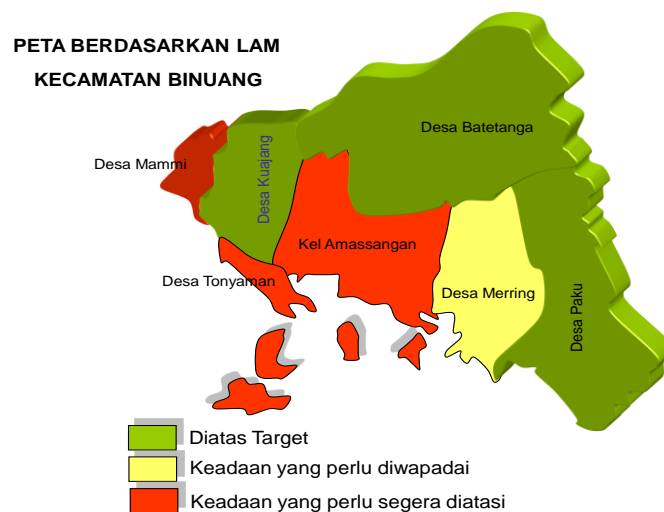 PETA BERDASARKAN LAM
KECAMATAN BINUANG
Desa Batetanga
Desa Mammi
Desa Kuajang
Kel Amassangan
Desa Tonyaman
Desa Merring
Desa Paku
Diatas Target
Keadaan yang perlu diwapadai
Keadaan yang perlu segera diatasi